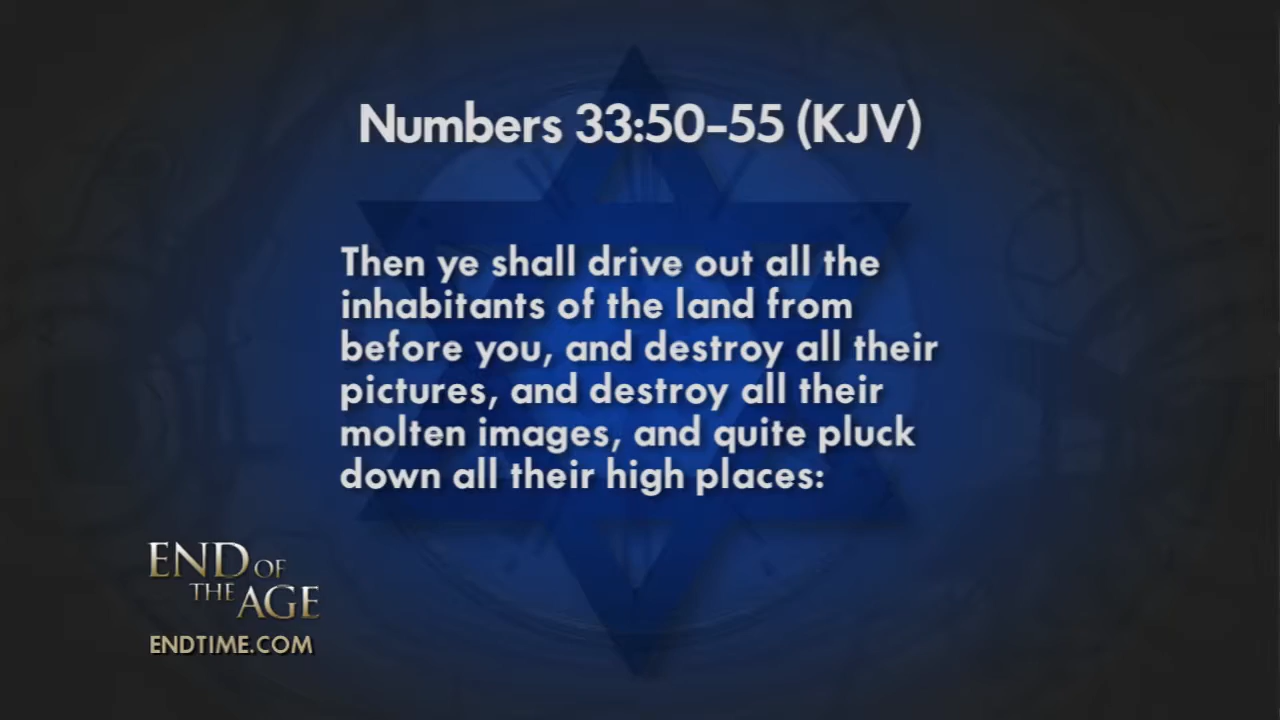 Numbers 33:50-55 (KJV)
Then ye shall drive out all the
inhabitants of the land from
before you, and destroy all their
pictures, and destroy all their
molten images, and quite pluck
down all their high places:
END OF
THE AGE
ENDTIME.COM